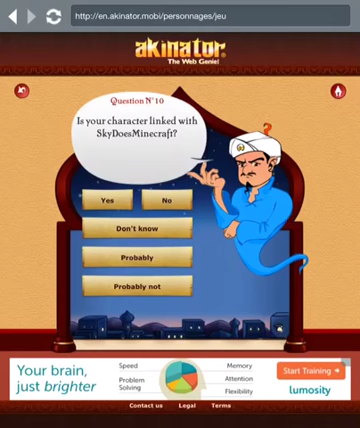 http://en.akinator.mobi/personnages/jeu
akinator
The Web Genie!
Question N°10
Is your character linked with
SkyDoesMinecraft?
Yes
No
Don't know
Probably
Probably not
Your brain,
just brighter
Speed
Problem
Solving
Memory
Attention
Flexibility
Start Training
lumosity
Contact us
Legal
Terms